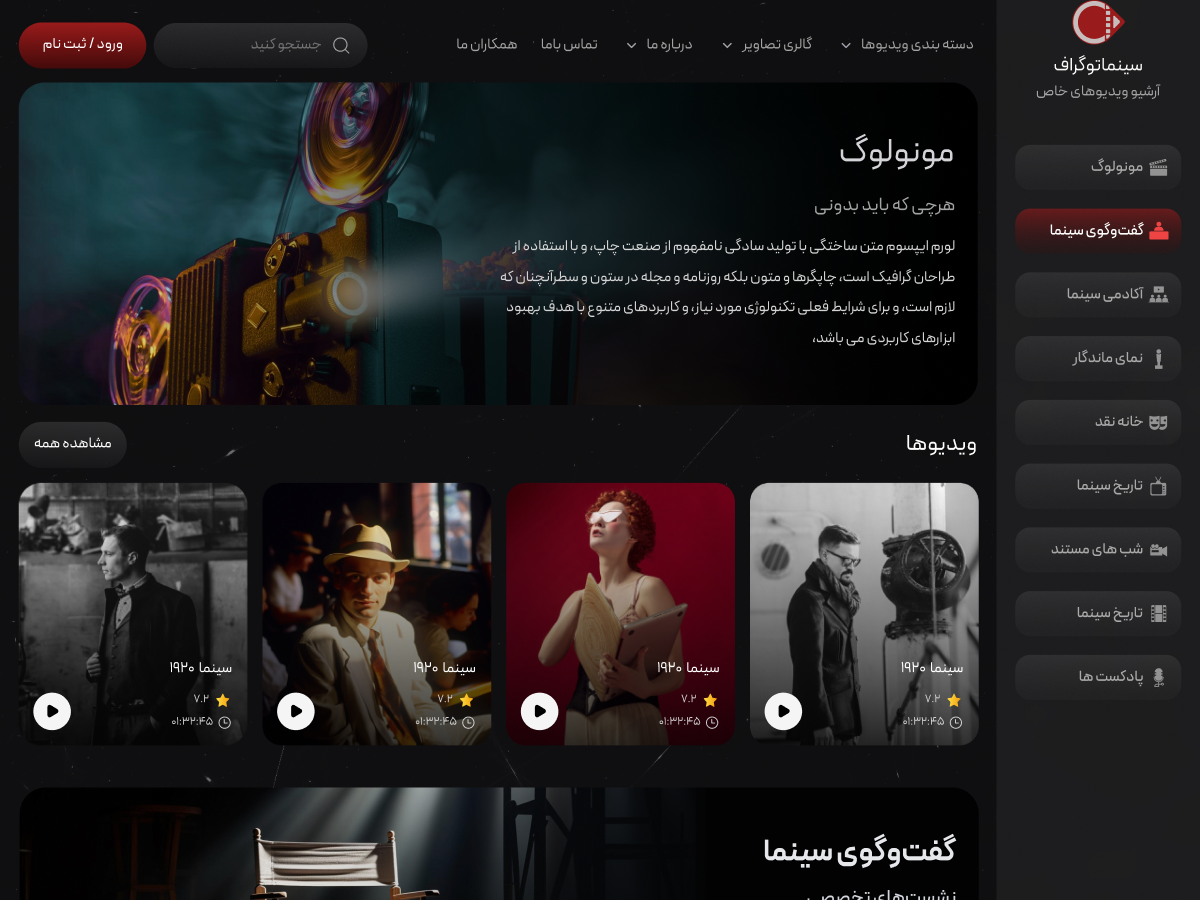 سینماتوگراف
آرشیو ویدیوهای خاص
مونولوگ
گفت‌وگوی سینما
آکادمی سینما
نمای ماندگار
خانه نقد
تاریخ سینما
شب های مستند
تاریخ سینما
پادکست ها
دسته بندی ویدیوها
گالری تصاویر
درباره ما
تماس باما
همکاران ما
جستجو کنید
ورود / ثبت نام
مونولوگ
هرچی که باید بدونی
لورم ایپسوم متن ساختگی با تولید سادگی نامفهوم از صنعت چاپ، و با استفاده از
طراحان گرافیک است، چاپگرها و متون بلکه روزنامه و مجله در ستون و سطرآنچنان که
لازم است، و برای شرایط فعلی تکنولوژی مورد نیاز، و کاربردهای متنوع با هدف بهبود
ابزارهای کاربردی می باشد،
ویدیوها
مشاهده همه
سینما ۱۹۲۰
۷.۲
۰۱:۳۲:۴۵
سینما ۱۹۲۰
۷.۲
۰۱:۳۲:۴۵
سینما ۱۹۲۰
۷.۲
۰۱:۳۲:۴۵
سینما ۱۹۲۰
۷.۲
۰۱:۳۲:۴۵
گفت‌وگوی سینما
نشست‌های تخصصی